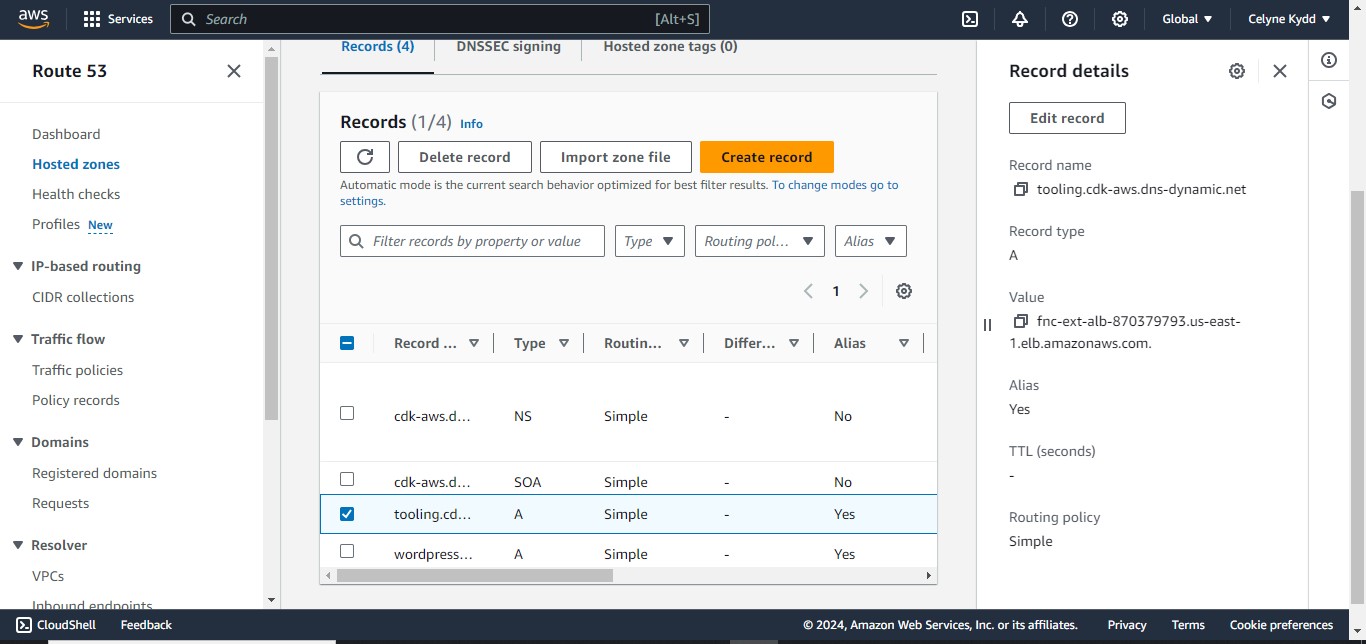 aws
Services
Search
[Alt+S]
Global
Celyne Kydd
Route 53
Dashboard
Hosted zones
Health checks
Profiles New
IP-based routing
CIDR collections
Traffic flow
Traffic policies
Policy records
Domains
Registered domains
Requests
Resolver
VPCs
Inbound endpoints
Records (4)
DNSSEC signing
Hosted zone tags (0)
Records (1/4) Info
Delete record
Import zone file
Create record
Automatic mode is the current search behavior optimized for best filter results. To change modes go to
settings.
Filter records by property or value
Type
Routing pol...
Alias
1
Record ...
Type
Routin...
Differ...
Alias
cdk-aws.d... NS Simple - No
cdk-aws.d... SOA Simple - No
tooling.cd... A Simple - Yes
wordpress... A Simple - Yes
Record details
Edit record
Record name
tooling.cdk-aws.dns-dynamic.net
Record type
A
Value
fnc-ext-alb-870379793.us-east-
1.elb.amazonaws.com.
Alias
Yes
TTL (seconds)
-
Routing policy
Simple
CloudShell
Feedback
© 2024, Amazon Web Services, Inc. or its affiliates.
Privacy
Terms
Cookie preferences